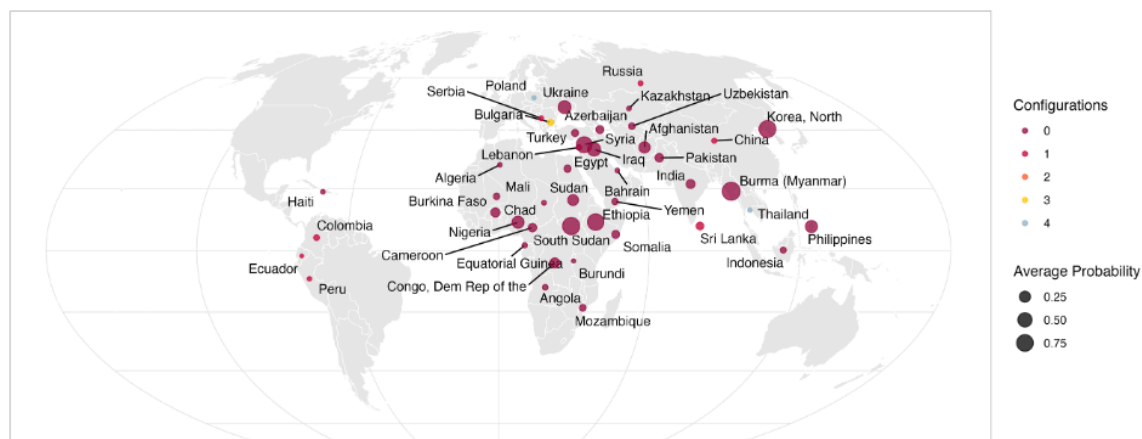 Russia
Poland
Ukraine
Kazakhstan
Uzbekistan
Serbia
Bulgaria
Azerbaijan
Korea, North
Afghanistan
China
Turkey
Syria
Lebanon
Iraq
Pakistan
Egypt
India
Algeria
Bahrain
Burma (Myanmar)
Mali
Sudan
Haiti
Burkina Faso
Chad
Yemen
Thailand
Ethiopia
Colombia
Nigeria
South Sudan
Sri Lanka
Philippines
Cameroon
Somalia
Equatorial Guinea
Indonesia
Ecuador
Burundi
Peru
Congo, Dem Rep of the
Angola
Mozambique
Configurations
0
1
2
3
4
Average Probability
0.25
0.50
0.75